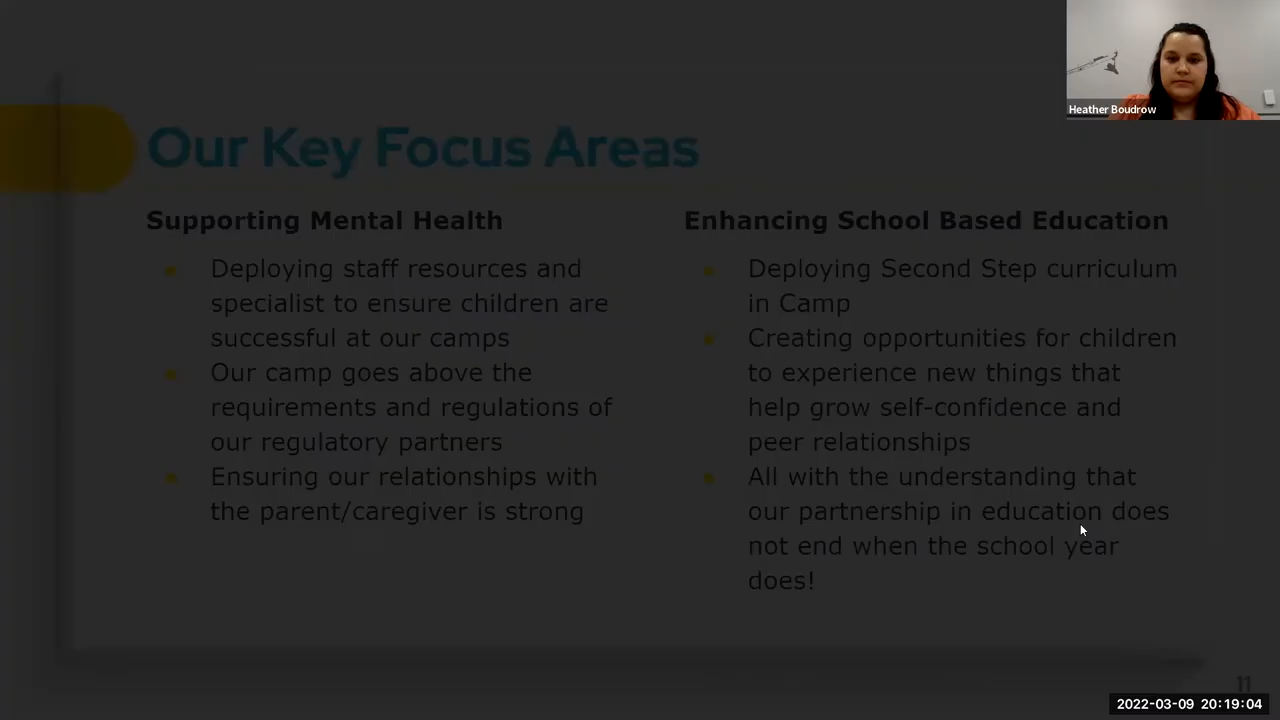 Heather Boudrow
Our Key Focus Areas
Supporting Mental Health
Deploying staff resources and
specialist to ensure children are
successful at our camps
Our camp goes above the
requirements and regulations of
our regulatory partners
Ensuring our relationships with
the parent/caregiver is strong
Enhancing School Based Education
Deploying Second Step curriculum
in Camp
Creating opportunities for children
to experience new things that
help grow self-confidence and
peer relationships
All with the understanding that
our partnership in education does
not end when the school year
does!
11
2022-03-09 20:19:04